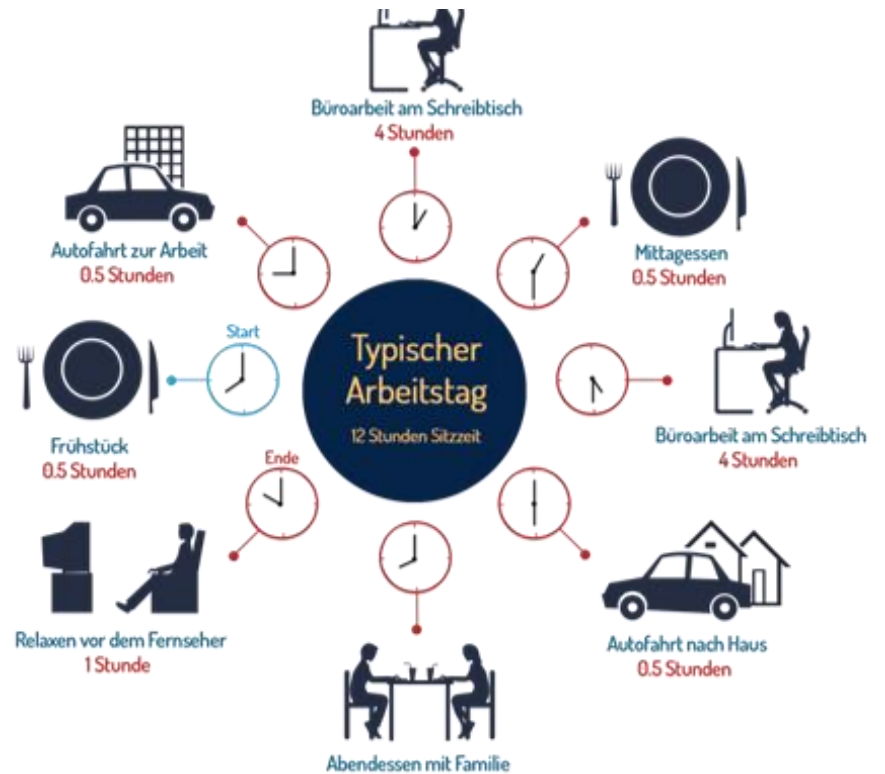 Büroarbeit am Schreibtisch
4 Stunden
Mittagessen
0.5 Stunden
Büroarbeit am Schreibtisch
4 Stunden
Autofahrt nach Haus
0.5 Stunden
Abendessen mit Familie
Ende
Relaxen vor dem Fernseher
1 Stunde
Start
Frühstück
0.5 Stunden
Autofahrt zur Arbeit
0.5 Stunden
Typischer
Arbeitstag
12 Stunden Sitzzeit